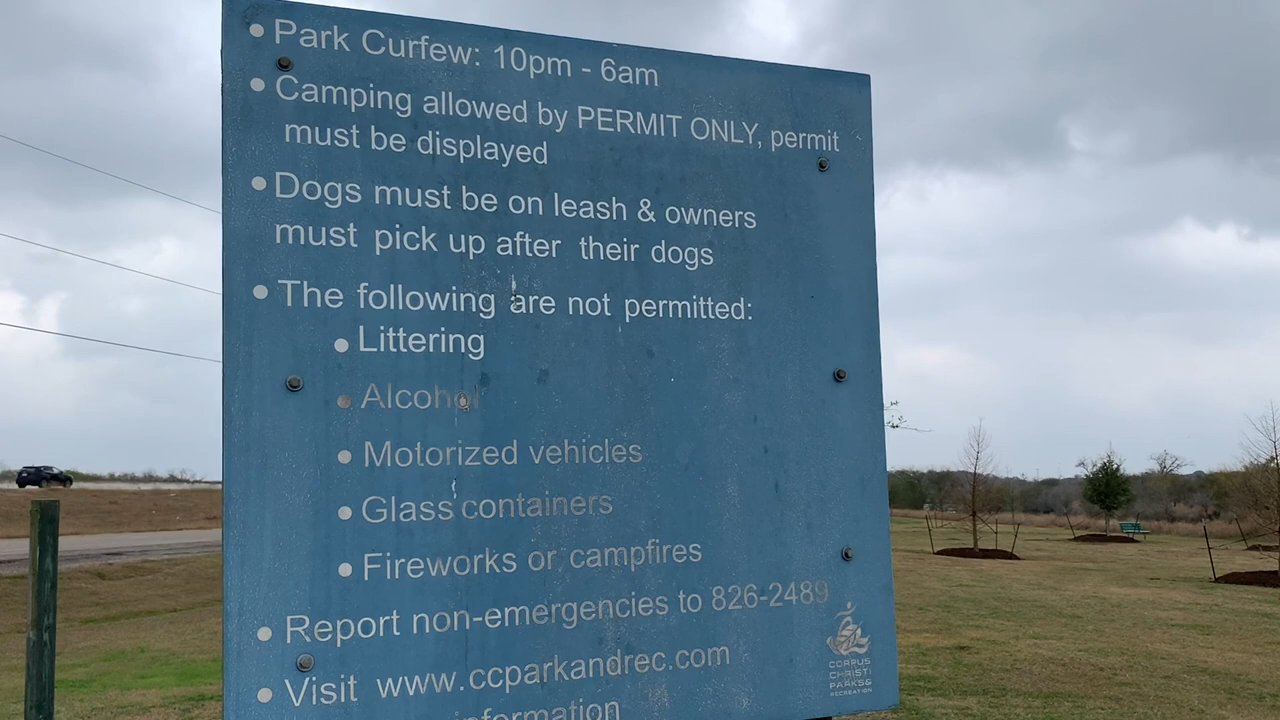 • Park Curfew: 10pm - 6am
• Camping allowed by PERMIT ONLY, permit
must be displayed
• Dogs must be on leash & owners
must pick up after their dogs
• The following are not permitted:
• Littering
• Alcohol
• Motorized vehicles
• Glass containers
• Fireworks or campfires
• Report non-emergencies to 826-2489
• Visit www.ccparkandrec.com
information
CORPUS
CHRISTI
PARKS&
RECREATION